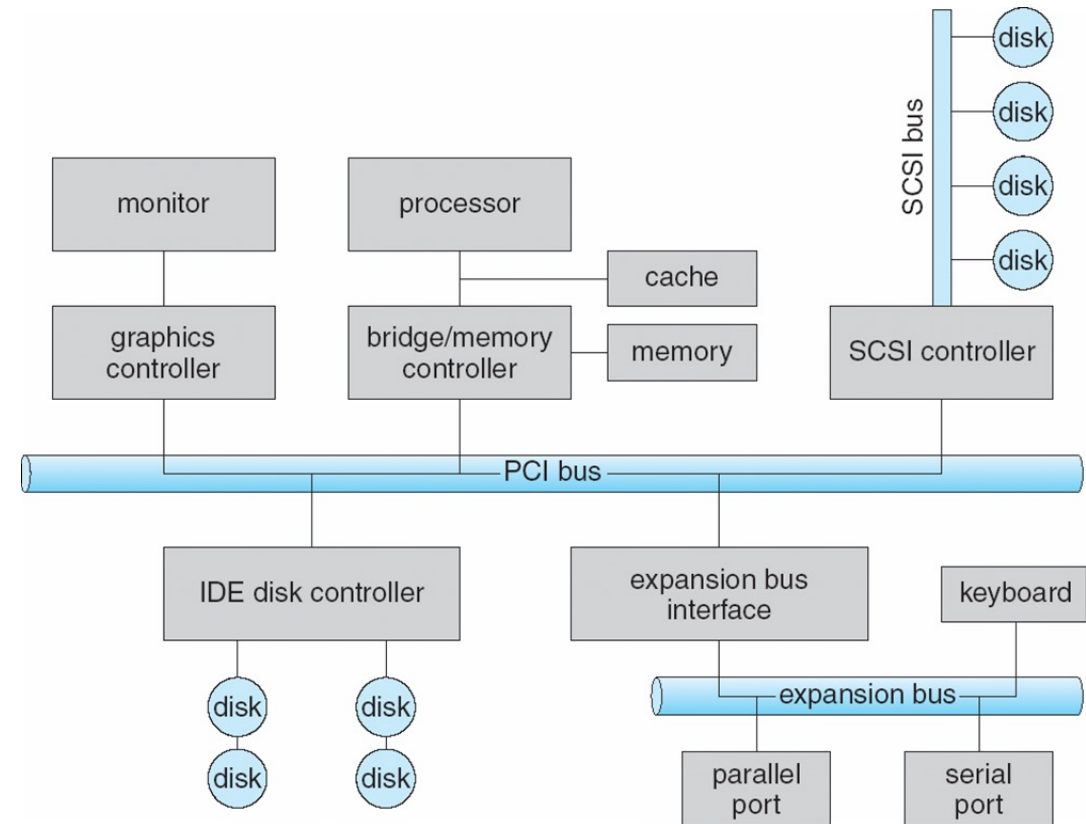 disk
disk
disk
disk
SCSI bus
monitor
processor
cache
graphics
controller
bridge/memory
controller
memory
SCSI controller
PCI bus
IDE disk controller
expansion bus
interface
keyboard
disk
disk
expansion bus
disk
disk
parallel
port
serial
port